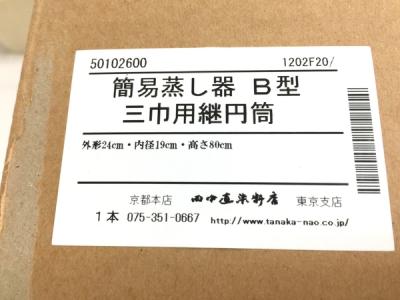 50102600 1202F20/
簡易蒸し器 B型
三巾用継円筒
外形24cm・内径19cm・高さ80cm
京都本店 田中直染料店 東京支店
1本 075-351-0667 http://www.tanaka-nao.co.jp/